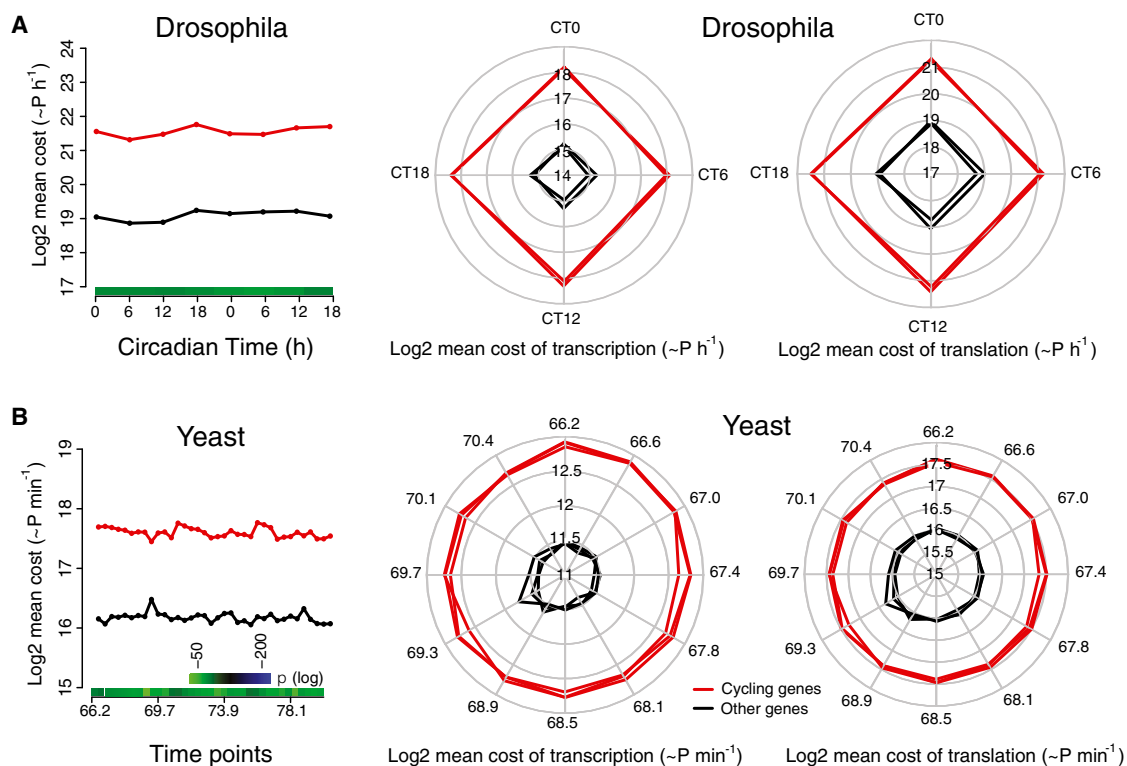 A
Drosophila
Log2 mean cost (~P h-1)
24
23
22
21
20
19
18
17
0 6 12 18 0 6 12 18
Circadian Time (h)
Drosophila
CT0
CT6
CT12
CT18
18
17
16
15
14
Log2 mean cost of transcription (~P h-1)
CT0
CT6
CT12
CT18
21
20
19
18
17
Log2 mean cost of translation (~P h-1)
B
Yeast
Log2 mean cost (~P min-1)
19
18
17
16
15
−50
−200
p (log)
66.2 69.7 73.9 78.1
Time points
Yeast
66.2
66.6
67.0
67.4
67.8
68.1
68.5
68.9
69.3
69.7
70.1
70.4
12.5
12
11.5
11
Log2 mean cost of transcription (~P min-1)
Cycling genes
Other genes
66.2
66.6
67.0
67.4
67.8
68.1
68.5
68.9
69.3
69.7
70.1
70.4
17.5
17
16.5
16
15.5
15
Log2 mean cost of translation (~P min-1)